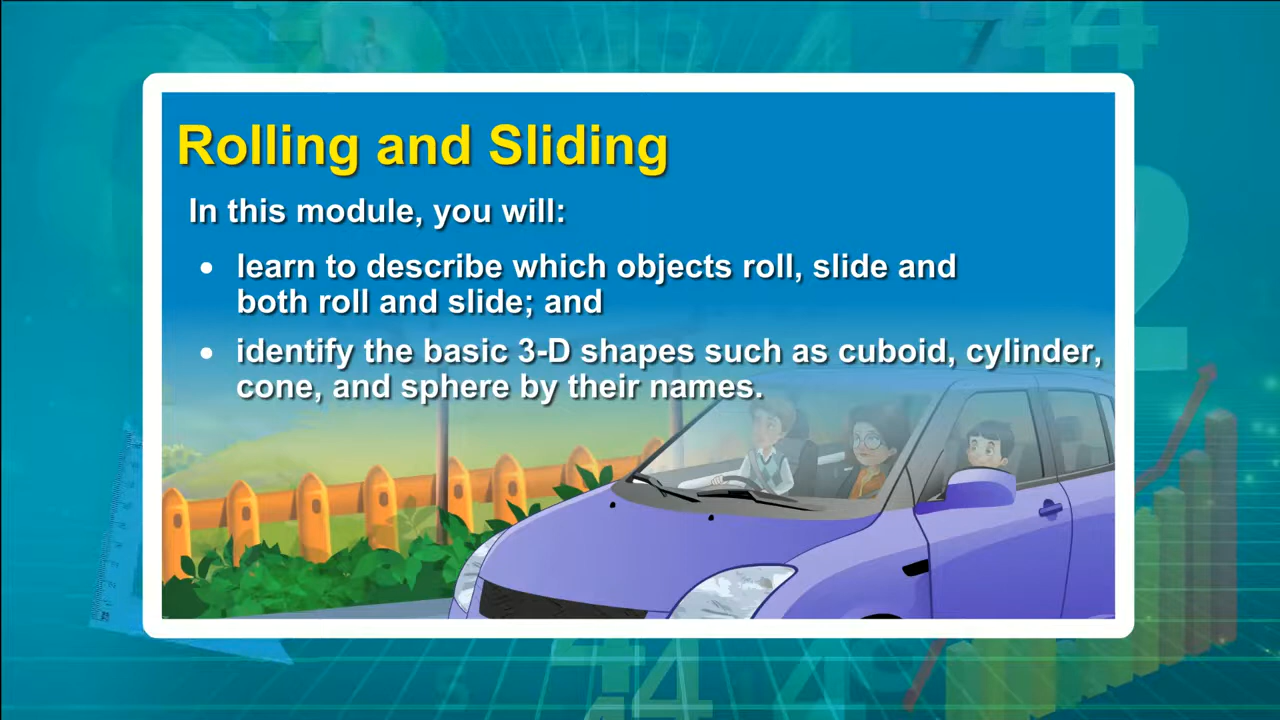 Rolling and Sliding
In this module, you will:
• learn to describe which objects roll, slide and
both roll and slide; and
• identify the basic 3-D shapes such as cuboid, cylinder,
cone, and sphere by their names.